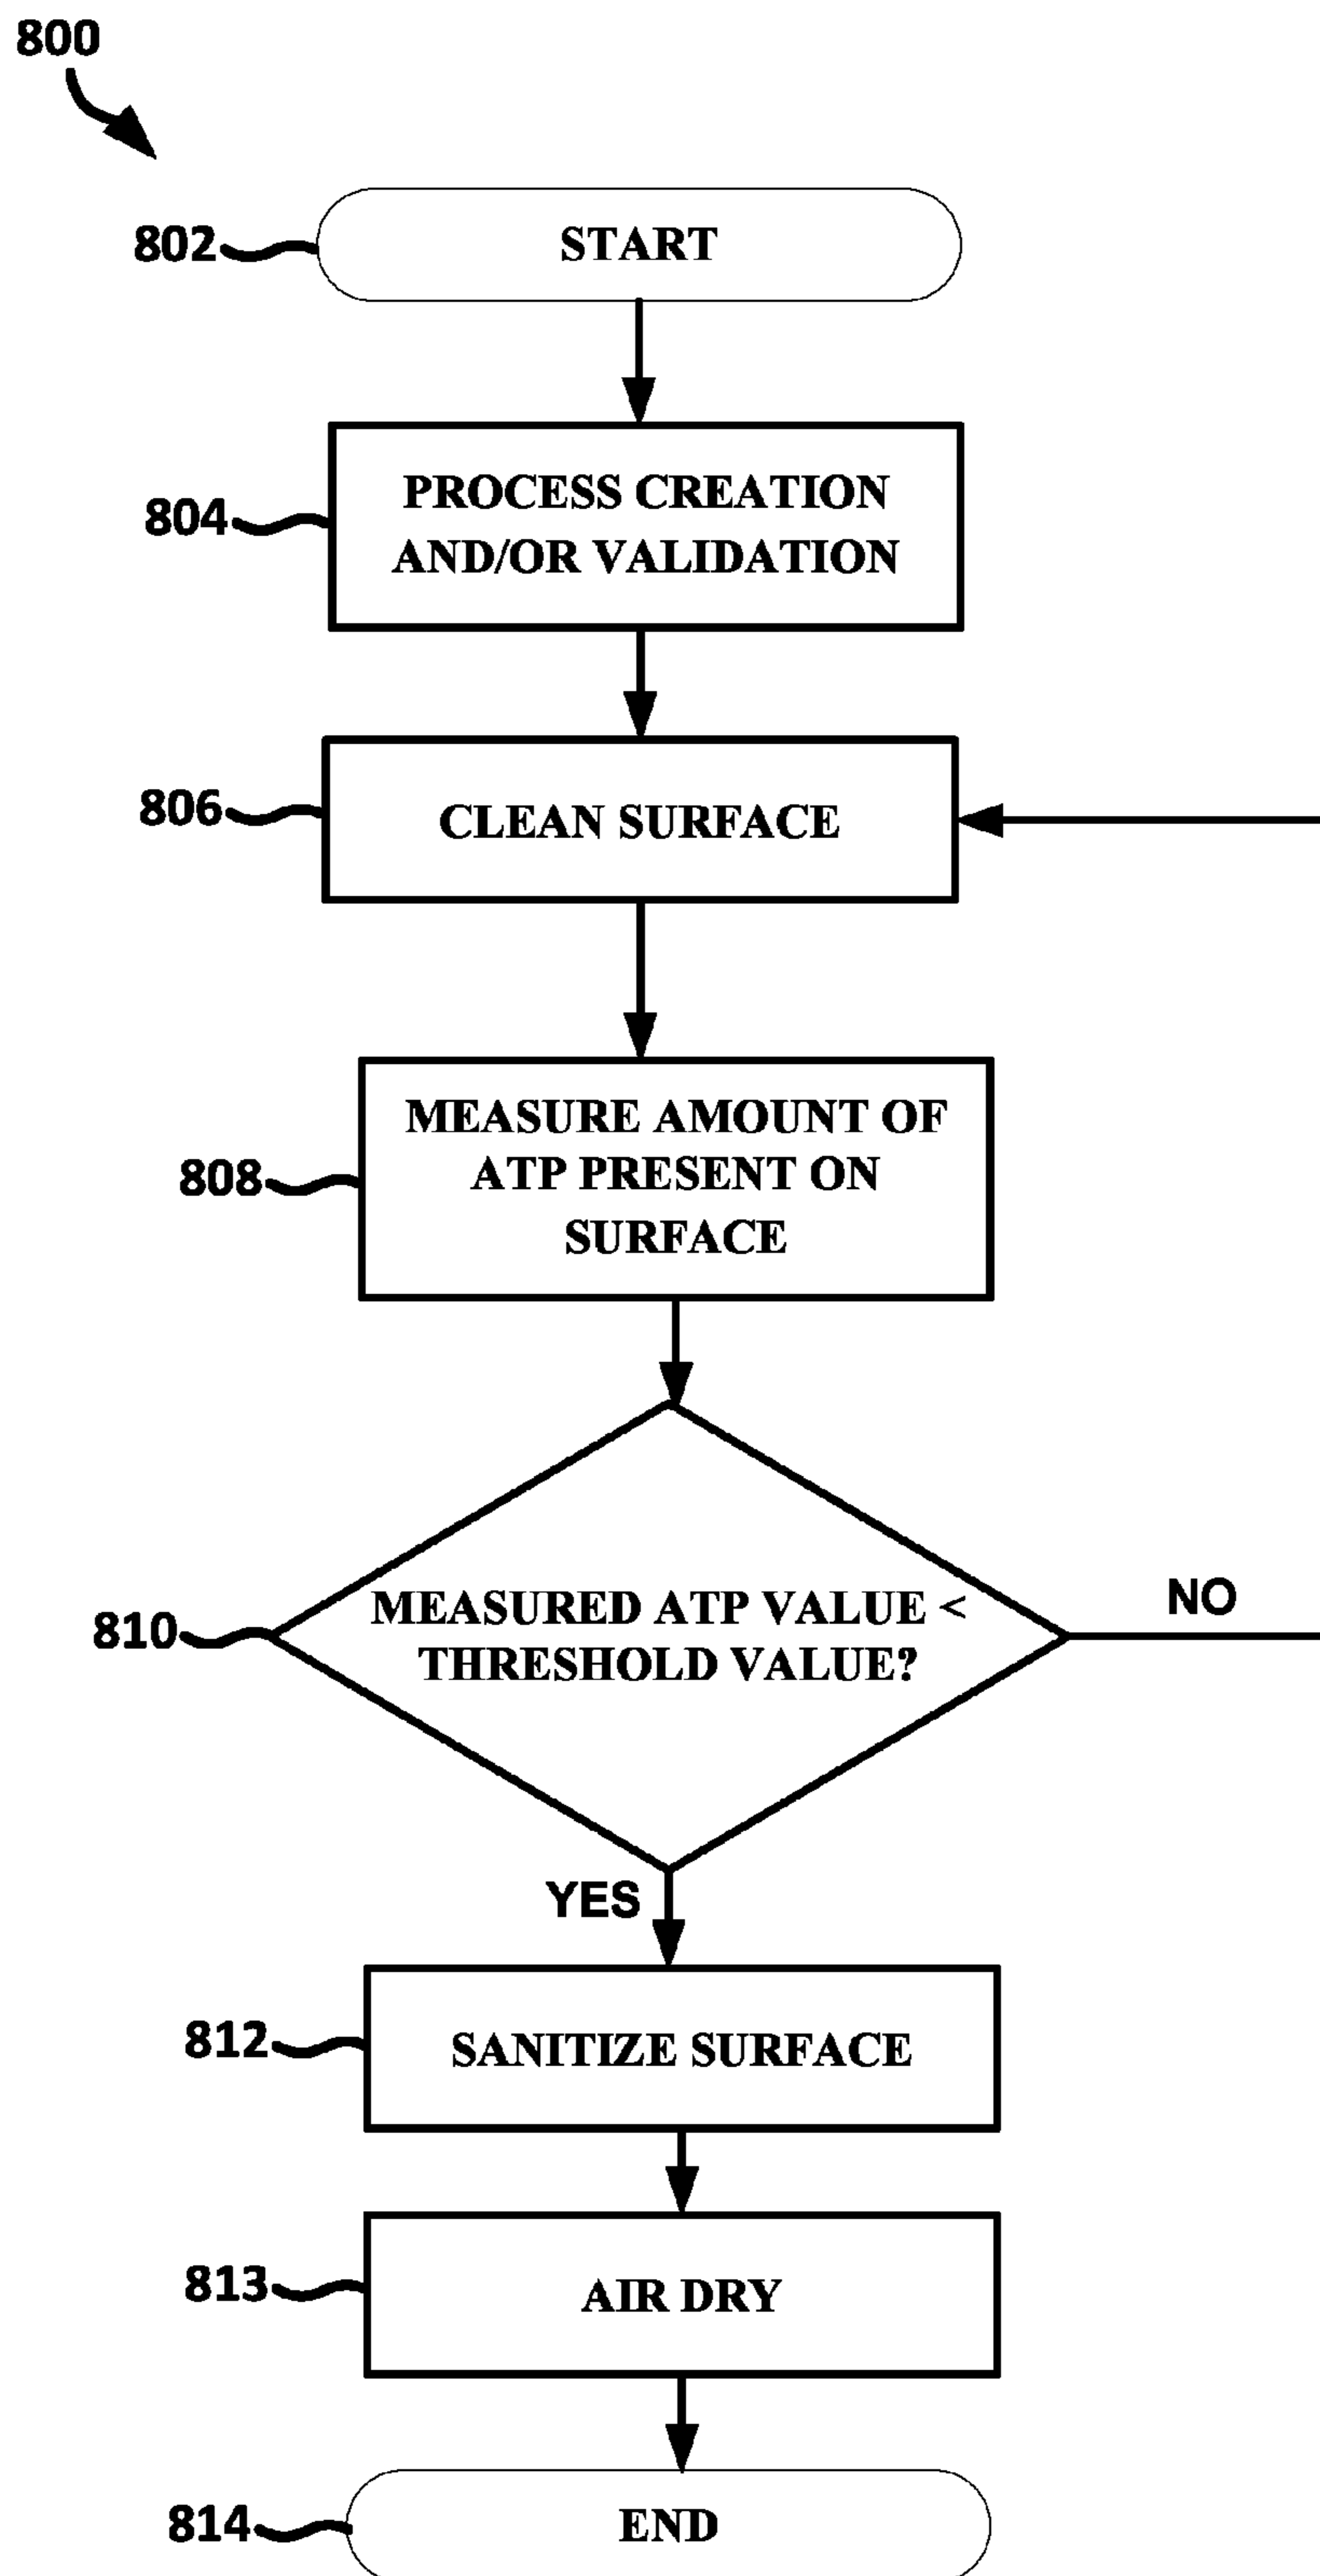 800
802
START
804
PROCESS CREATION
AND/OR VALIDATION
806
CLEAN SURFACE
808
MEASURE AMOUNT OF
ATP PRESENT ON
SURFACE
810
MEASURED ATP VALUE <
THRESHOLD VALUE?
NO
YES
812
SANITIZE SURFACE
813
AIR DRY
814
END